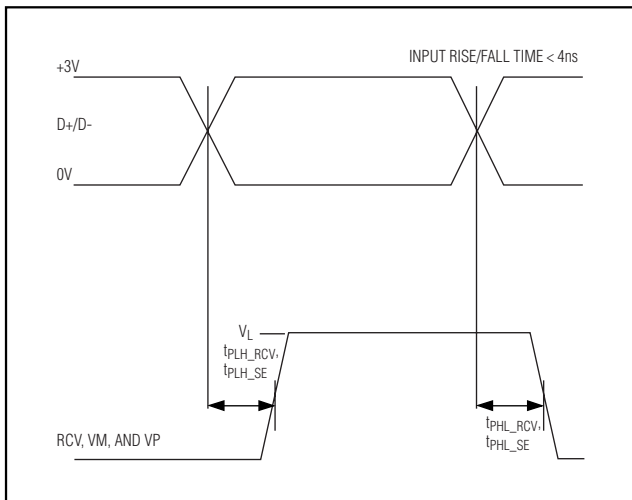 +3V
INPUT RISE/FALL TIME < 4ns
D+/D-
0V
VL
tPLH_RCV,
tPLH_SE
tPHL_RCV,
tPHL_SE
RCV, VM, AND VP